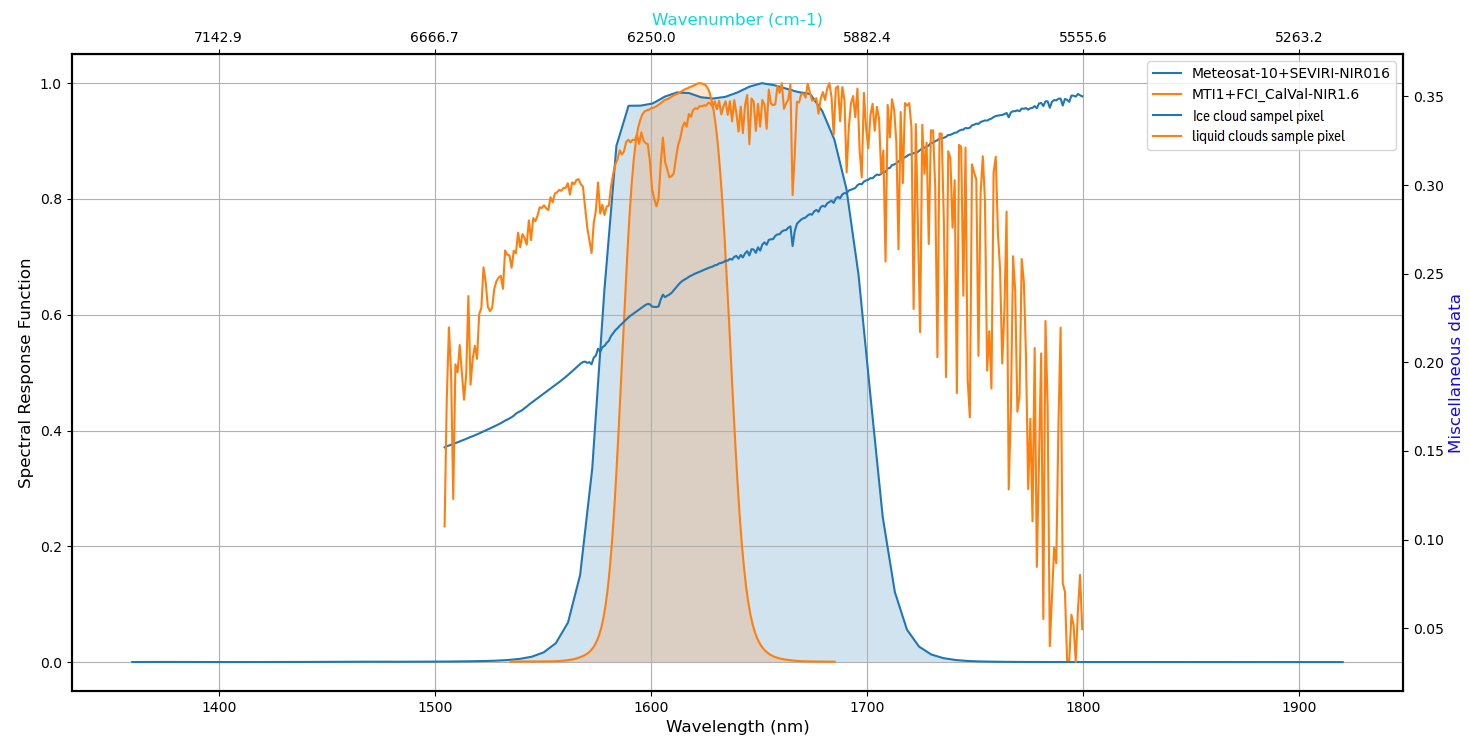 Wavenumber (cm-1)
7142.9 6666.7 6250.0 5882.4 5555.6 5263.2
Meteosat-10+SEVIRI-NIR016
MTI1+FCI_CalVal-NIR1.6
Ice cloud sampel pixel
liquid clouds sample pixel
1.0
0.8
0.6
0.4
0.2
0.0
Spectral Response Function
0.35
0.30
0.25
0.20
0.15
0.10
0.05
Miscellaneous data
1400 1500 1600 1700 1800 1900
Wavelength (nm)